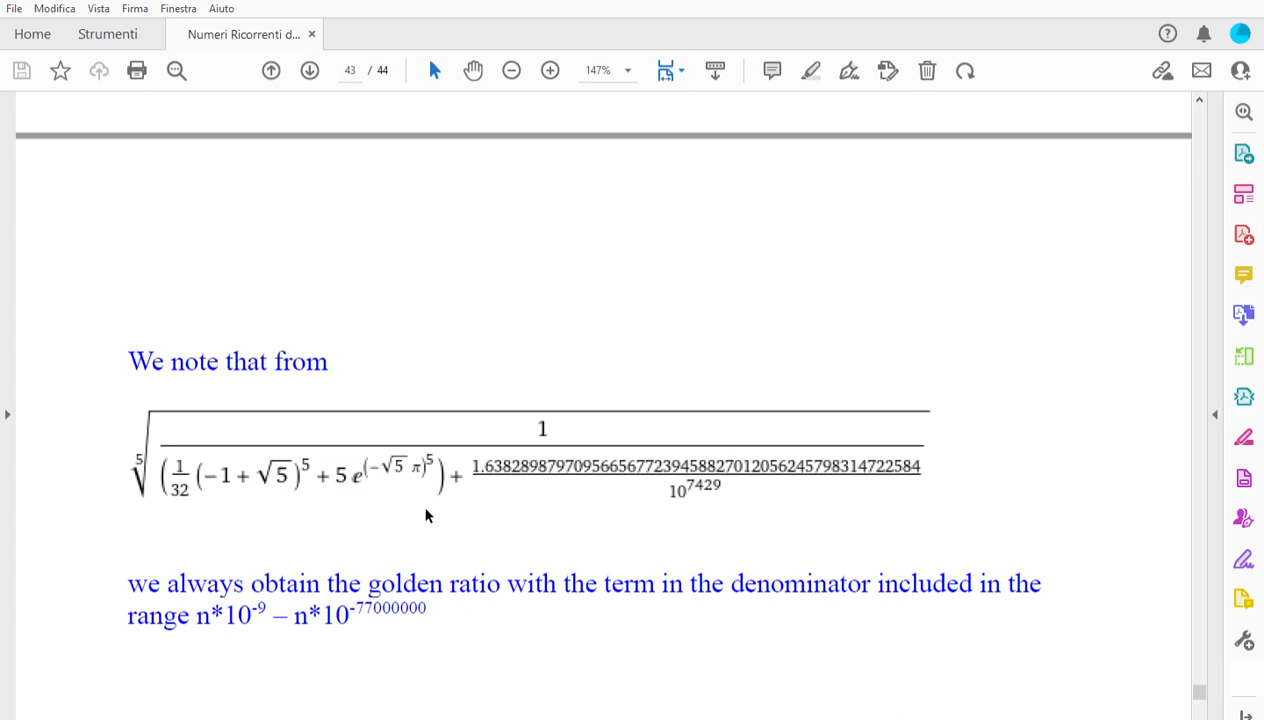 File Modifica Vista Firma Finestra Aiuto
Home Strumenti Numeri Ricorrenti d... ×
43 / 44 147%
We note that from
1
5√ (1/32 (−1 + √5)^5 + 5 e^(−√5 π)^5) + 1.6382898797095665677239458827012056245798314722584
10^7429
we always obtain the golden ratio with the term in the denominator included in the
range n*10^-9 – n*10^-77000000